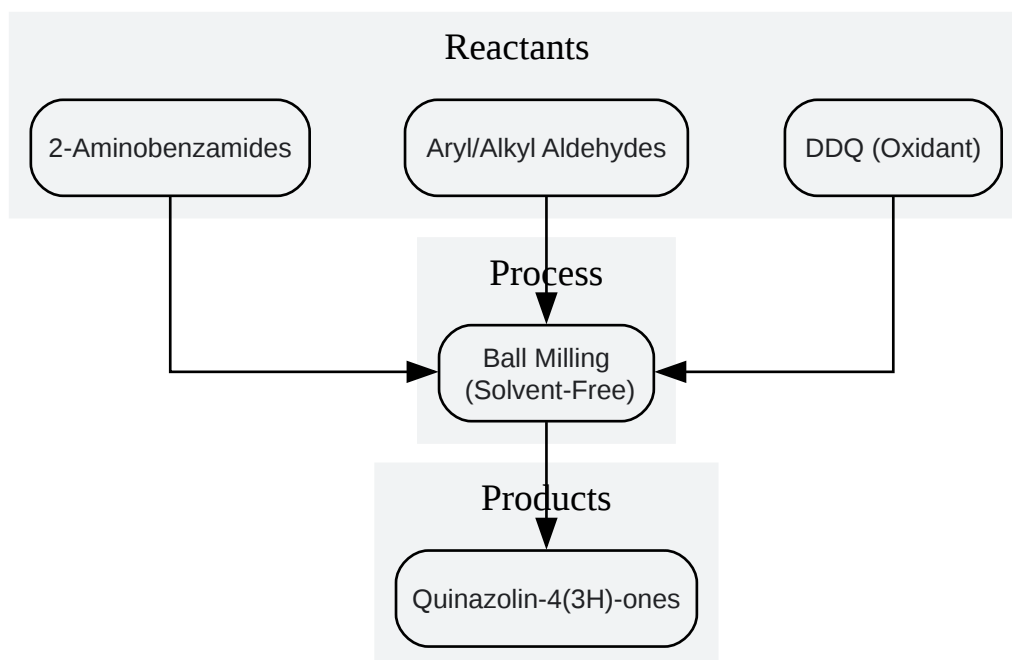 Reactants
2-Aminobenzamides
Aryl/Alkyl Aldehydes
DDQ (Oxidant)
Process
Ball Milling
(Solvent-Free)
Products
Quinazolin-4(3H)-ones